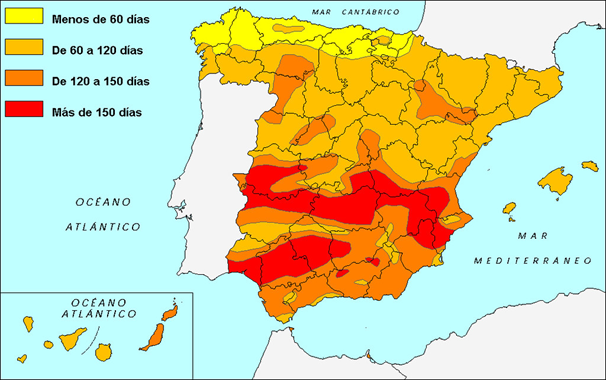 MAR CANTÁBRICO
Menos de 60 días
De 60 a 120 días
De 120 a 150 días
Más de 150 días
OCÉANO
ATLÁNTICO
MAR
MEDITERRÁNEO
OCÉANO
ATLÁNTICO